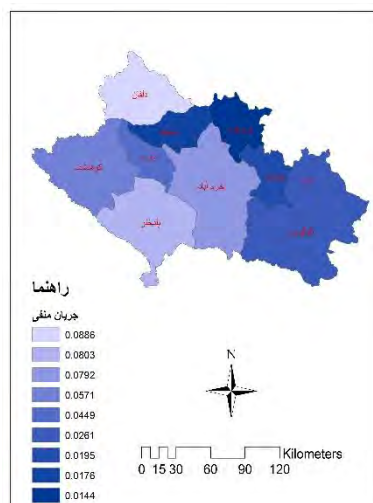 دلفان
کوهدشت
خرم آباد
پلدختر
راهنما
جریان منفی
0.0886
0.0803
0.0792
0.0571
0.0449
0.0261
0.0195
0.0176
0.0144
N
Kilometers
0 15 30 60 90 120